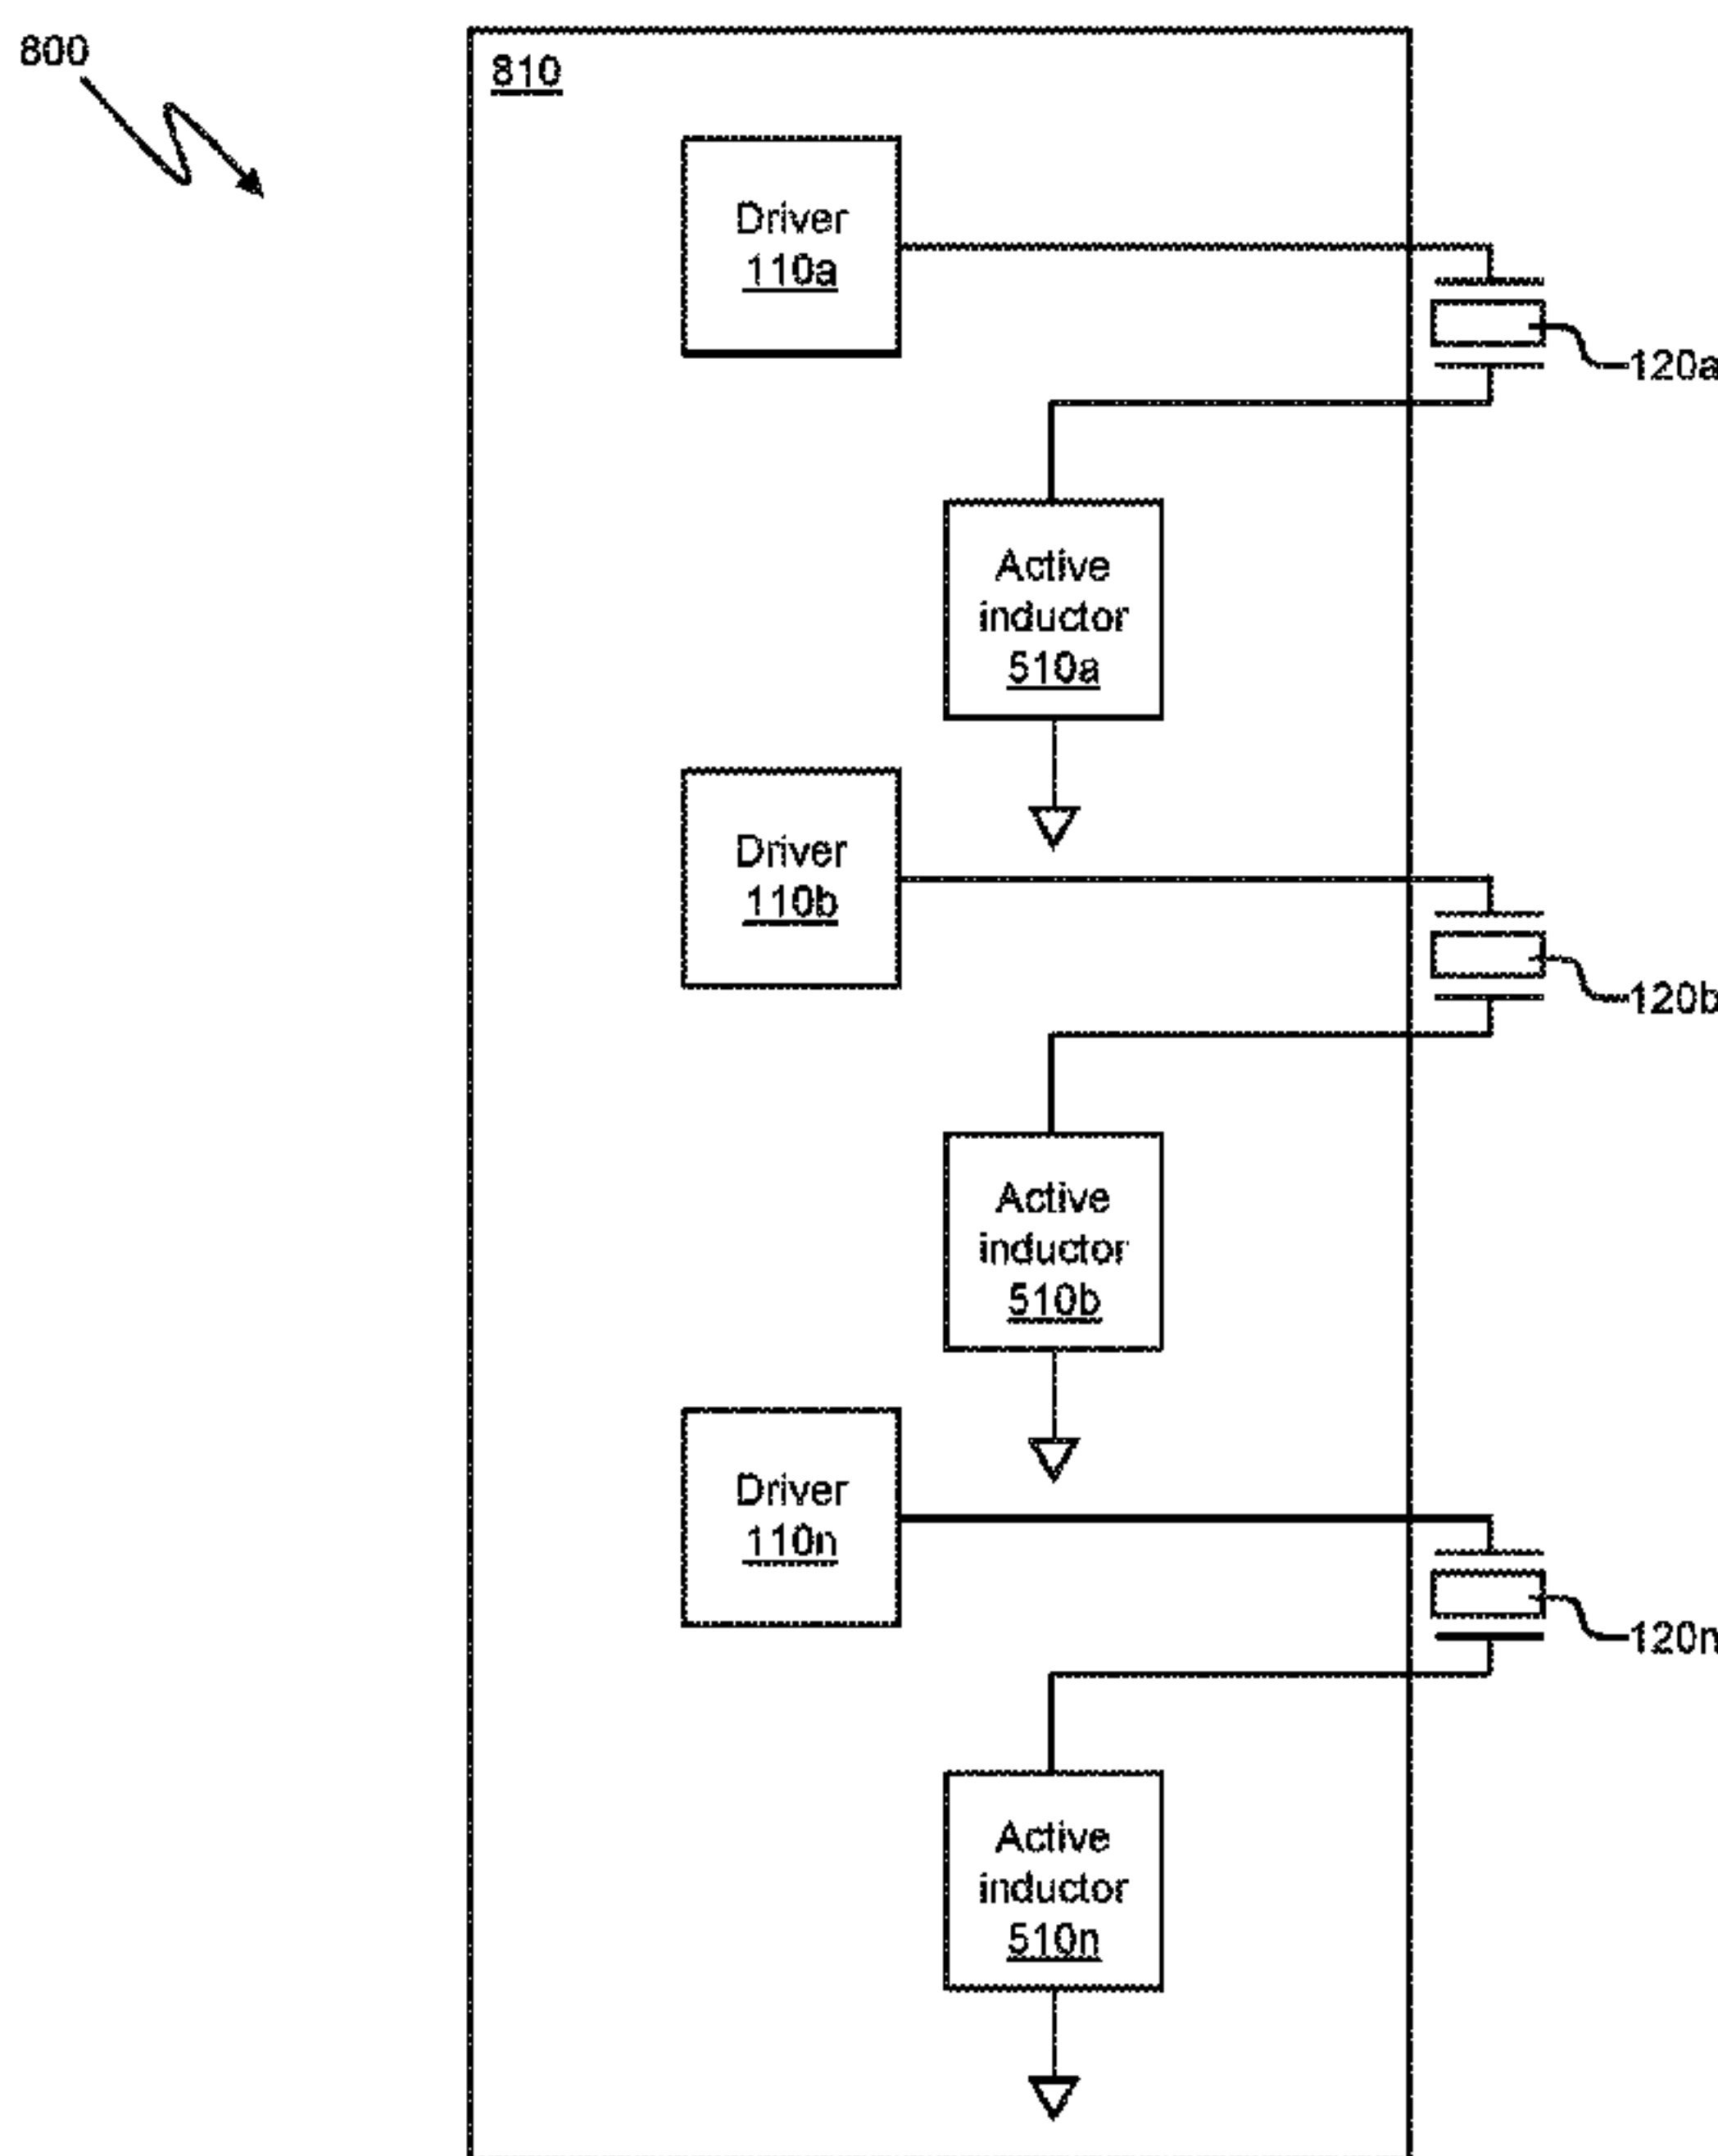 800
810
Driver
110a
120a
Active
inductor
510a
Driver
110b
120b
Active
inductor
510b
Driver
110n
120n
Active
inductor
510n